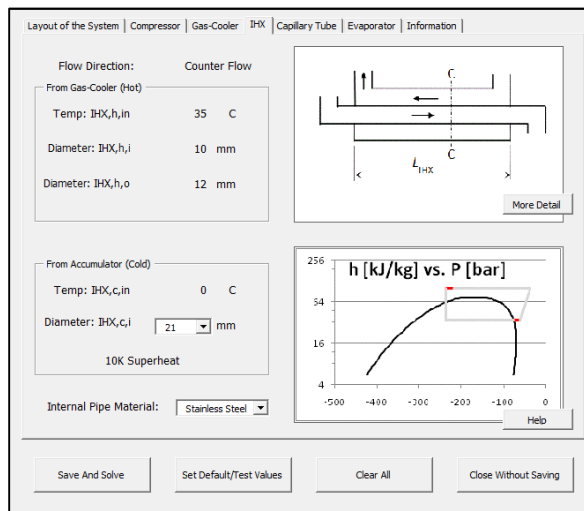 Layout of the System | Compressor | Gas-Cooler | IHX | Capillary Tube | Evaporator | Information
Flow Direction: Counter Flow
From Gas-Cooler (Hot)
Temp: IHX,h,in 35 C
Diameter: IHX,h,i 10 mm
Diameter: IHX,h,o 12 mm
C
C
L IHX
More Detail
From Accumulator (Cold)
Temp: IHX,c,in 0 C
Diameter: IHX,c,i 21 mm
10K Superheat
Internal Pipe Material: Stainless Steel
h [kJ/kg] vs. P [bar]
256
64
16
4
-500 -400 -300 -200 -100 0
Help
Save And Solve Set Default/Test Values Clear All Close Without Saving